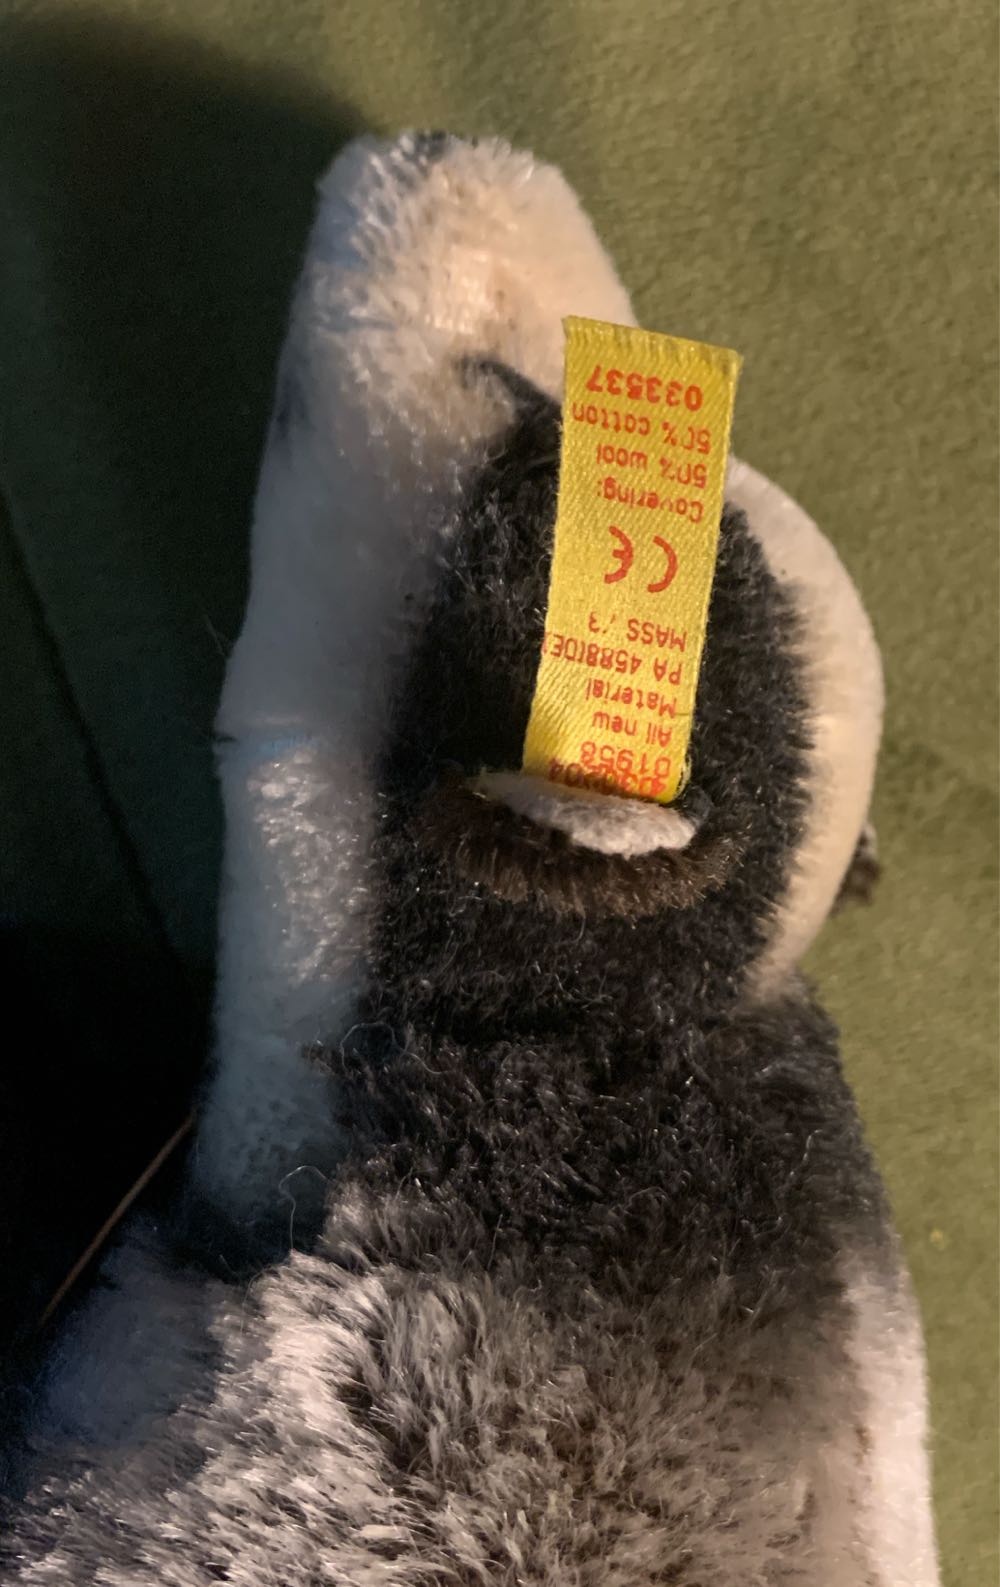 01958
All new
Material
PA 4588(DE)
MASS
CE
Covering:
50% wool
50% cotton
033537